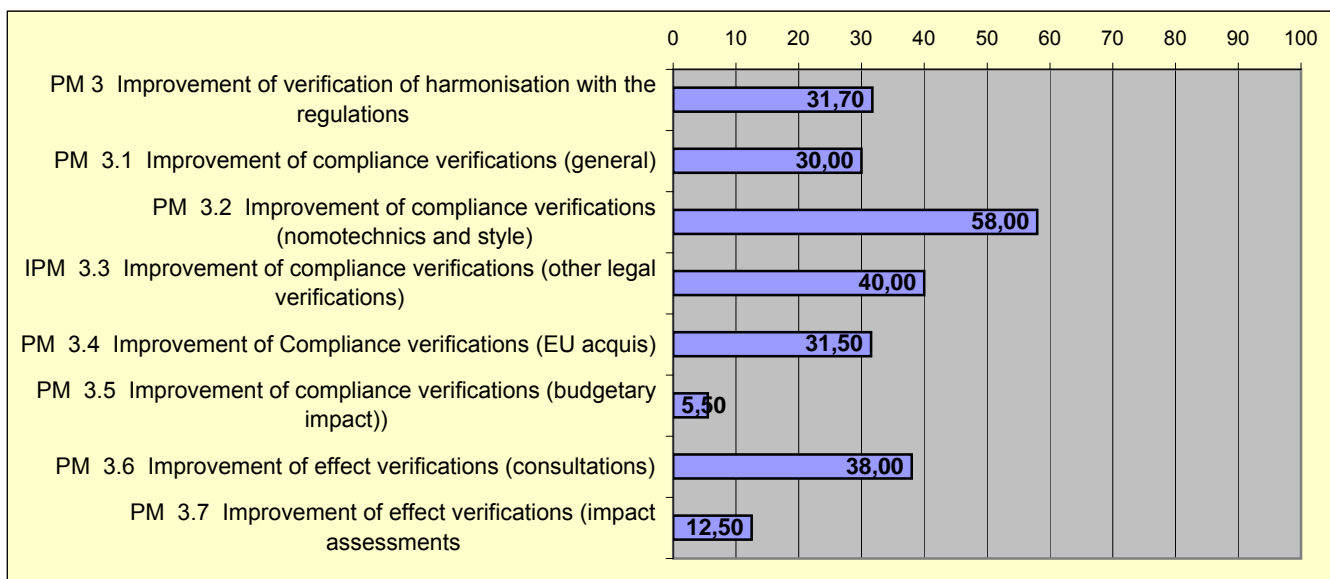 0 10 20 30 40 50 60 70 80 90 100
PM 3 Improvement of verification of harmonisation with the
regulations
31,70
PM 3.1 Improvement of compliance verifications (general)
30,00
PM 3.2 Improvement of compliance verifications
(nomotechnics and style)
58,00
IPM 3.3 Improvement of compliance verifications (other legal
verifications)
40,00
PM 3.4 Improvement of Compliance verifications (EU acquis)
31,50
PM 3.5 Improvement of compliance verifications (budgetary
impact))
5,50
PM 3.6 Improvement of effect verifications (consultations)
38,00
PM 3.7 Improvement of effect verifications (impact
assessments
12,50